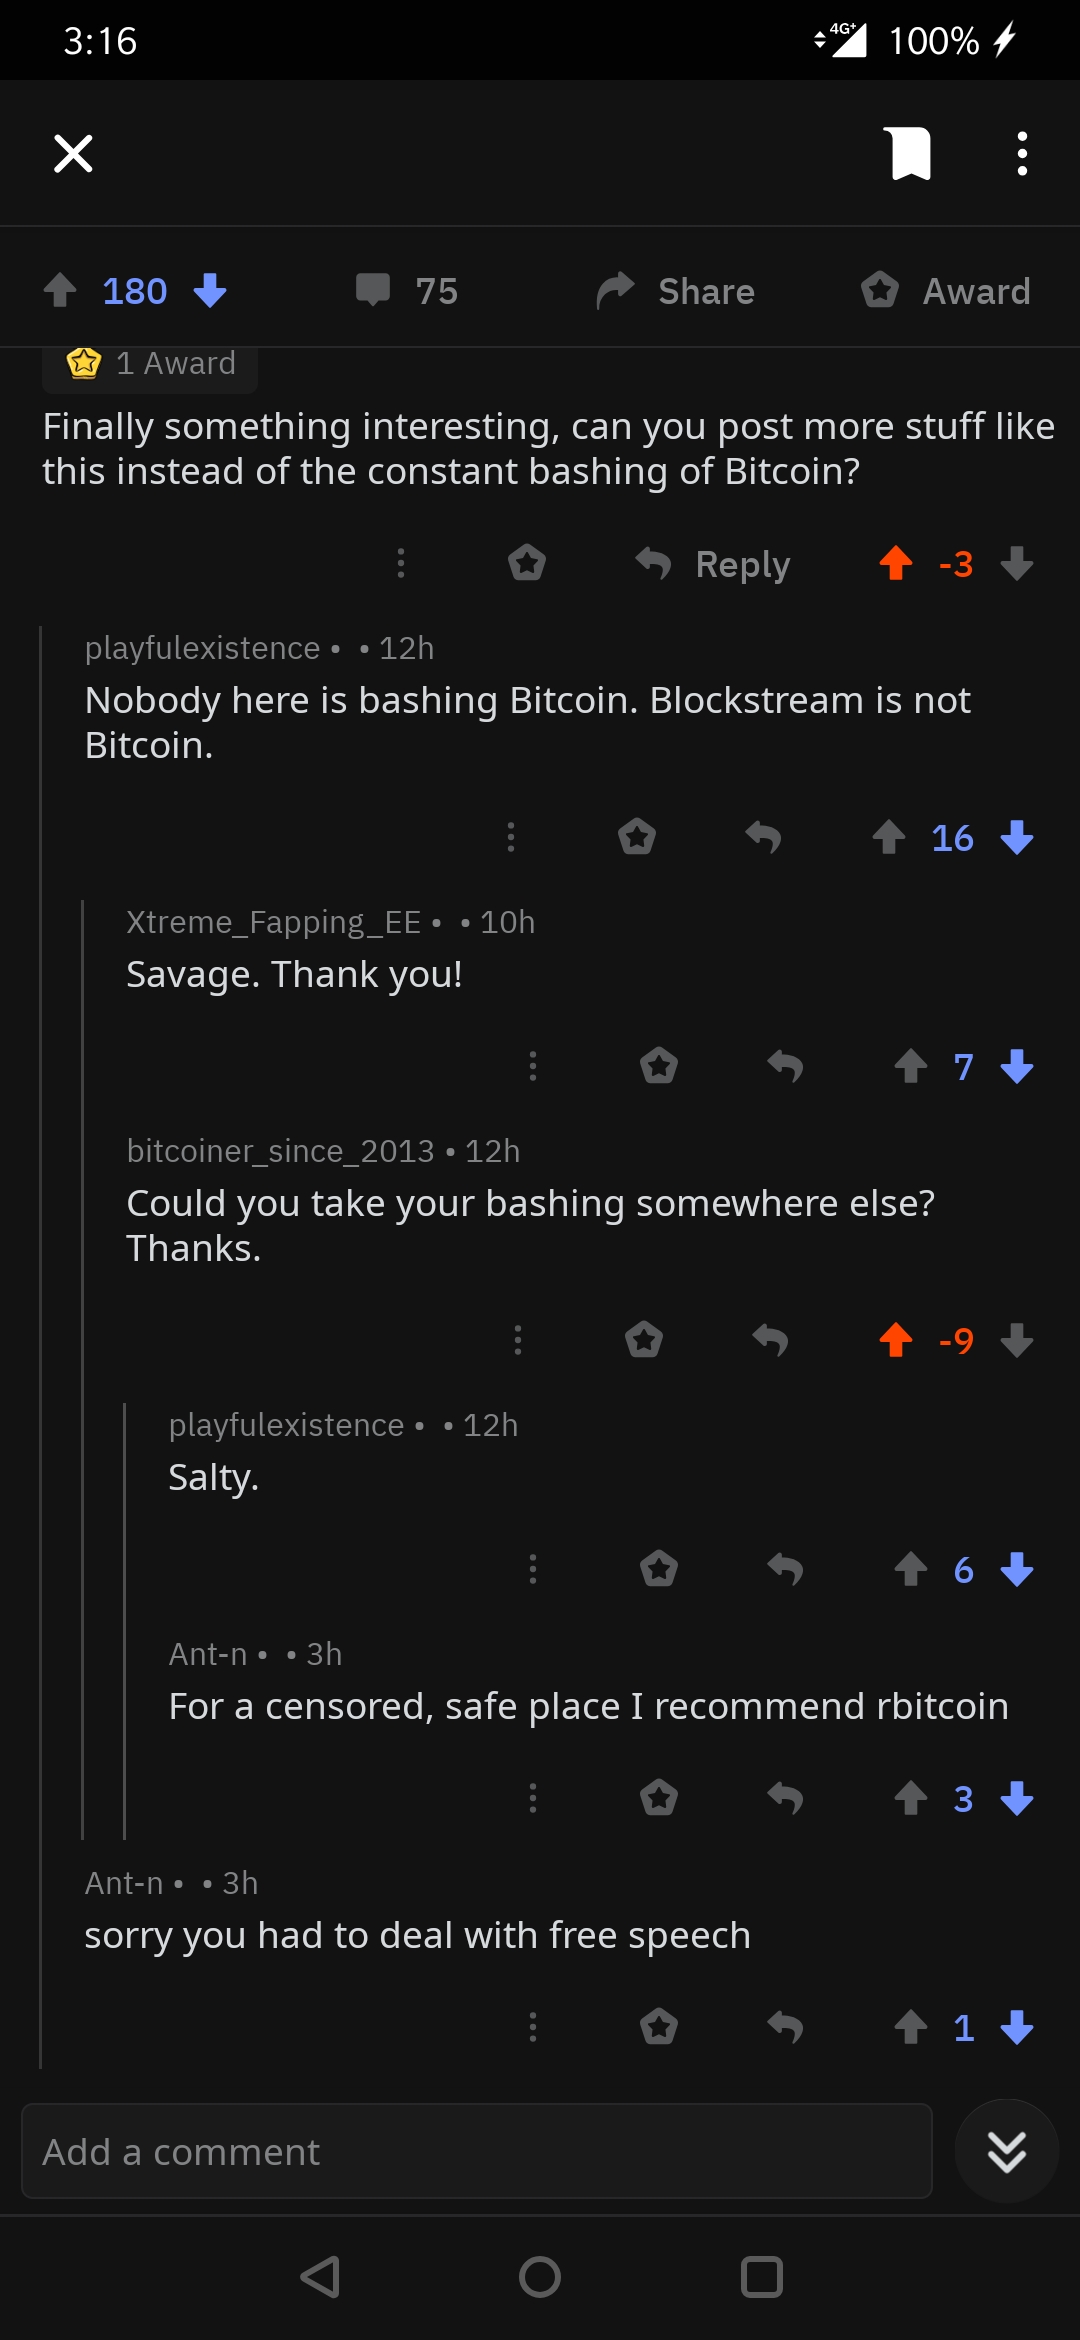 3:16
4G+ 100%
180 75 Share Award
1 Award
Finally something interesting, can you post more stuff like
this instead of the constant bashing of Bitcoin?
Reply -3
playfulexistence • • 12h
Nobody here is bashing Bitcoin. Blockstream is not
Bitcoin.
16
Xtreme_Fapping_EE • • 10h
Savage. Thank you!
7
bitcoiner_since_2013 • 12h
Could you take your bashing somewhere else?
Thanks.
-9
playfulexistence • • 12h
Salty.
6
Ant-n • • 3h
For a censored, safe place I recommend rbitcoin
3
Ant-n • • 3h
sorry you had to deal with free speech
1
Add a comment